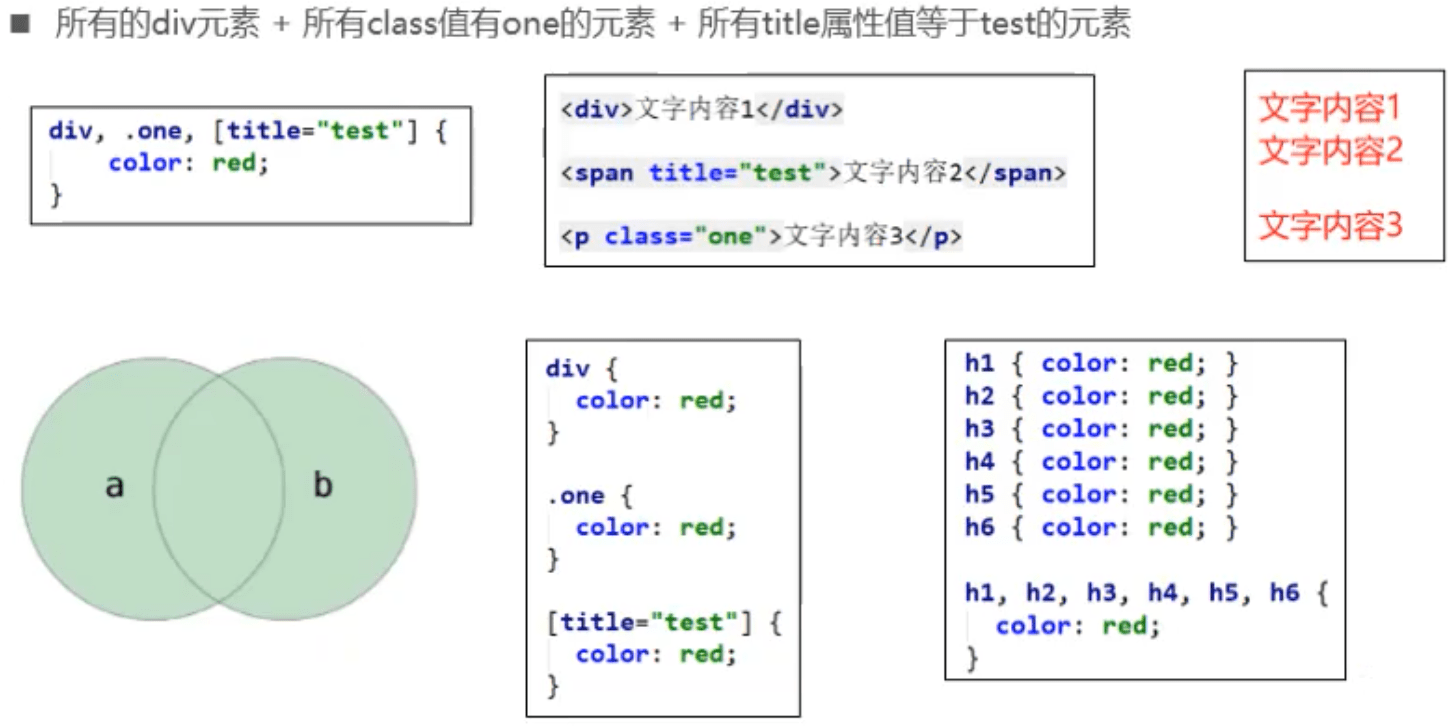 所有的div元素 + 所有class值有one的元素 + 所有title属性值等于test的元素
div, .one, [title="test"] {
    color: red;
}
<div>文字内容1</div>
<span title="test">文字内容2</span>
<p class="one">文字内容3</p>
文字内容1
文字内容2
文字内容3
a
b
div {
  color: red;
}
.one {
  color: red;
}
[title="test"] {
  color: red;
}
h1 { color: red; }
h2 { color: red; }
h3 { color: red; }
h4 { color: red; }
h5 { color: red; }
h6 { color: red; }
h1, h2, h3, h4, h5, h6 {
  color: red;
}